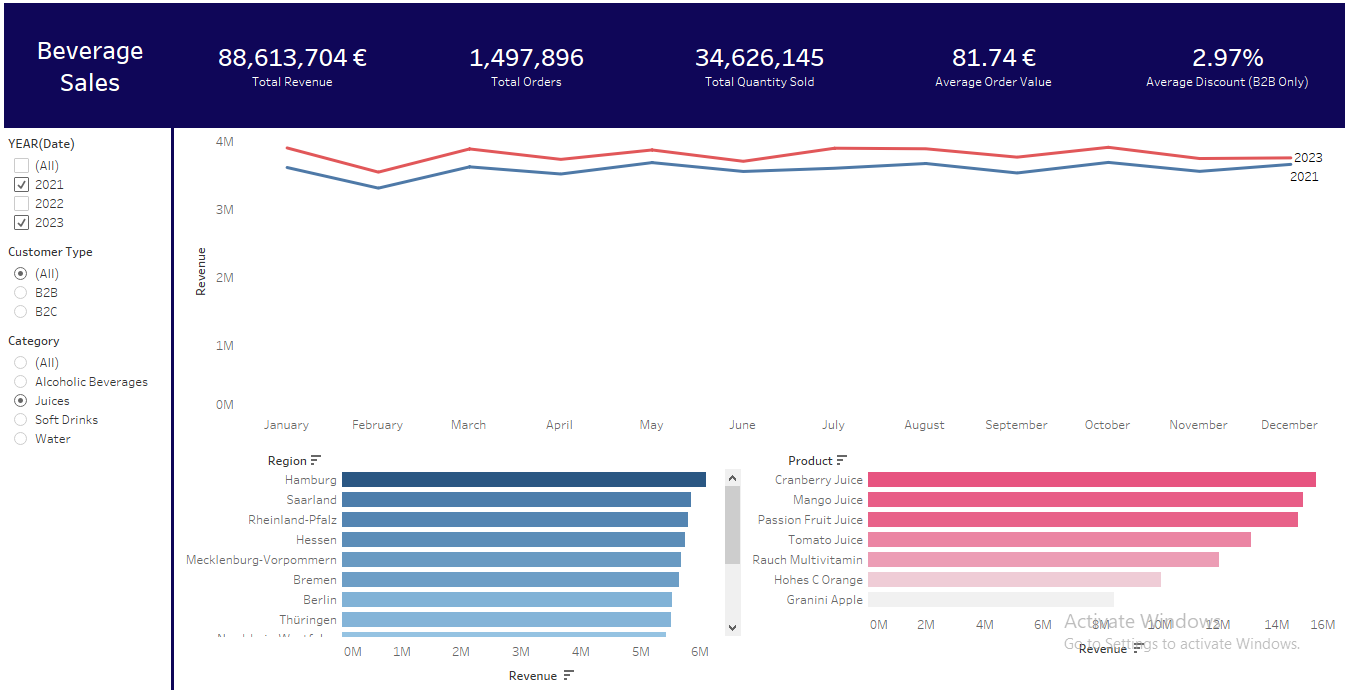 Beverage
Sales
88,613,704 €
Total Revenue
1,497,896
Total Orders
34,626,145
Total Quantity Sold
81.74 €
Average Order Value
2.97%
Average Discount (B2B Only)
YEAR(Date)
(All)
2021
2022
2023
Customer Type
(All)
B2B
B2C
Category
(All)
Alcoholic Beverages
Juices
Soft Drinks
Water
Revenue
4M
3M
2M
1M
0M
2023
2021
January February March April May June July August September October November December
Region
Hamburg
Saarland
Rheinland-Pfalz
Hessen
Mecklenburg-Vorpommern
Bremen
Berlin
Thüringen
0M 1M 2M 3M 4M 5M 6M
Revenue
Product
Cranberry Juice
Mango Juice
Passion Fruit Juice
Tomato Juice
Rauch Multivitamin
Hohes C Orange
Granini Apple
0M 2M 4M 6M 8M 10M 12M 14M 16M
Revenue
Activate Windows
Go to Settings to activate Windows.